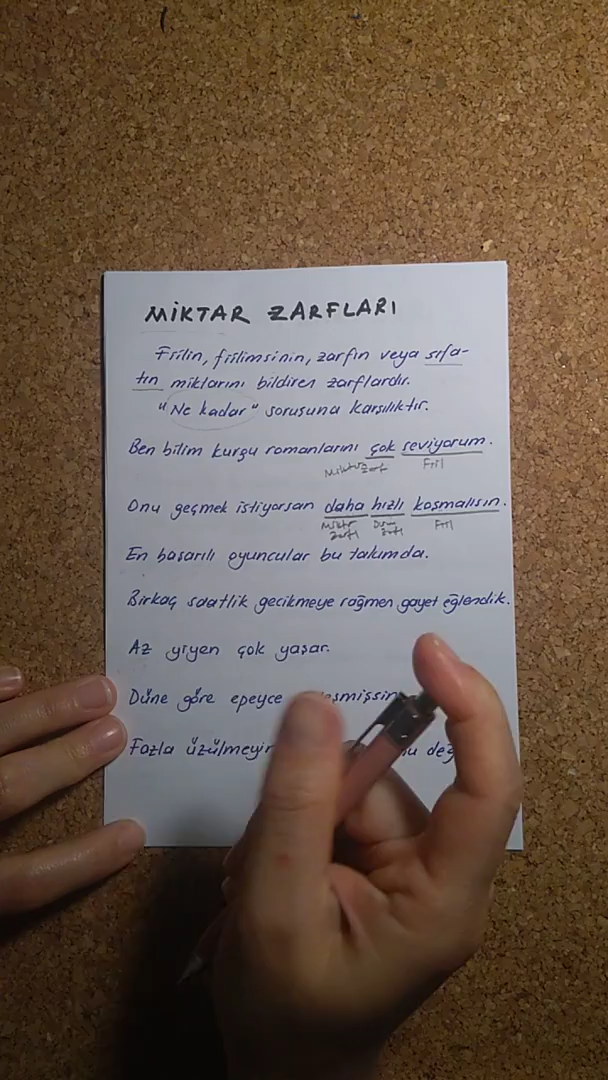 MİKTAR ZARFLARI
Fiilin, fiilimsinin, zarfın veya sıfa-
tın miktarını bildiren zarflardır.
"Ne kadar" sorusuna karşılıktır.
Ben bilim kurgu romanlarını çok seviyorum.
Miktar zarfı Fiil
Onu geçmek istiyorsan daha hızlı koşmalısın.
Miktar Durum Fiil
zarfı zarfı
En başarılı oyuncular bu takımda.
Birkaç saatlik gecikmeye rağmen gayet eğlendik.
Az yiyen çok yaşar.
Düne göre epeyce
Fazla